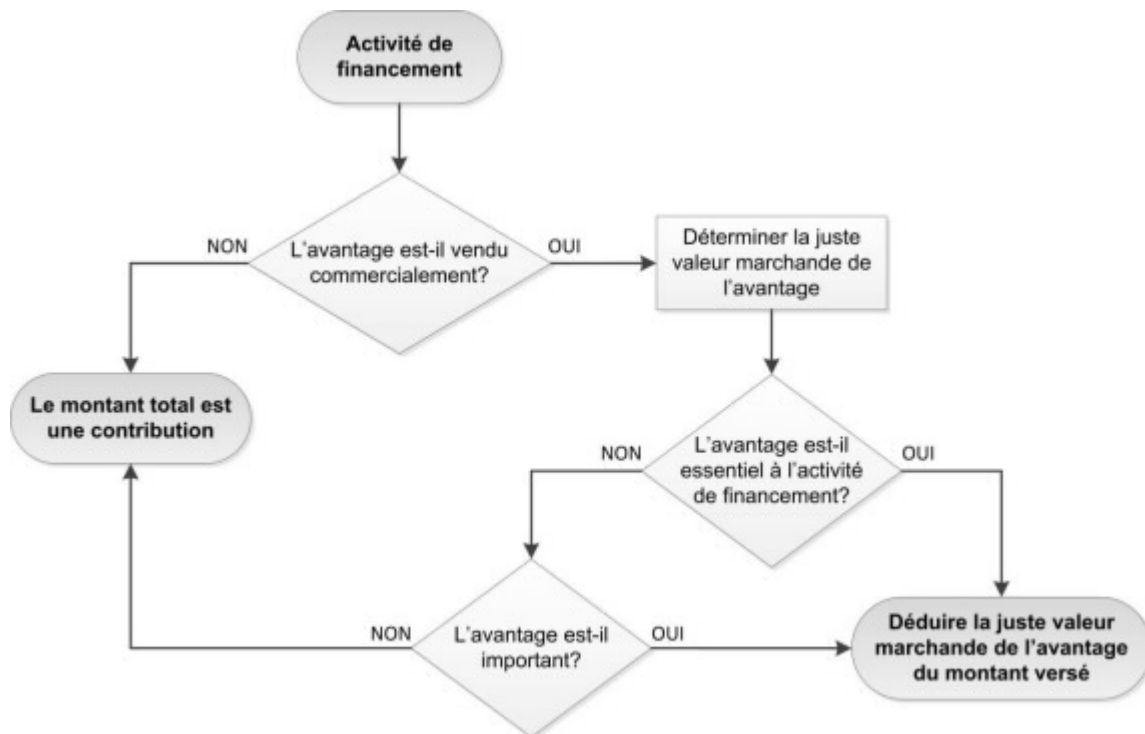 Activité de
financement
NON
L'avantage est-il vendu
commercialement?
OUI
Déterminer la juste
valeur marchande de
l'avantage
Le montant total est
une contribution
NON
L'avantage est-il
essentiel à l'activité
de financement?
OUI
NON
L'avantage est-il
important?
OUI
Déduire la juste valeur
marchande de l'avantage
du montant versé